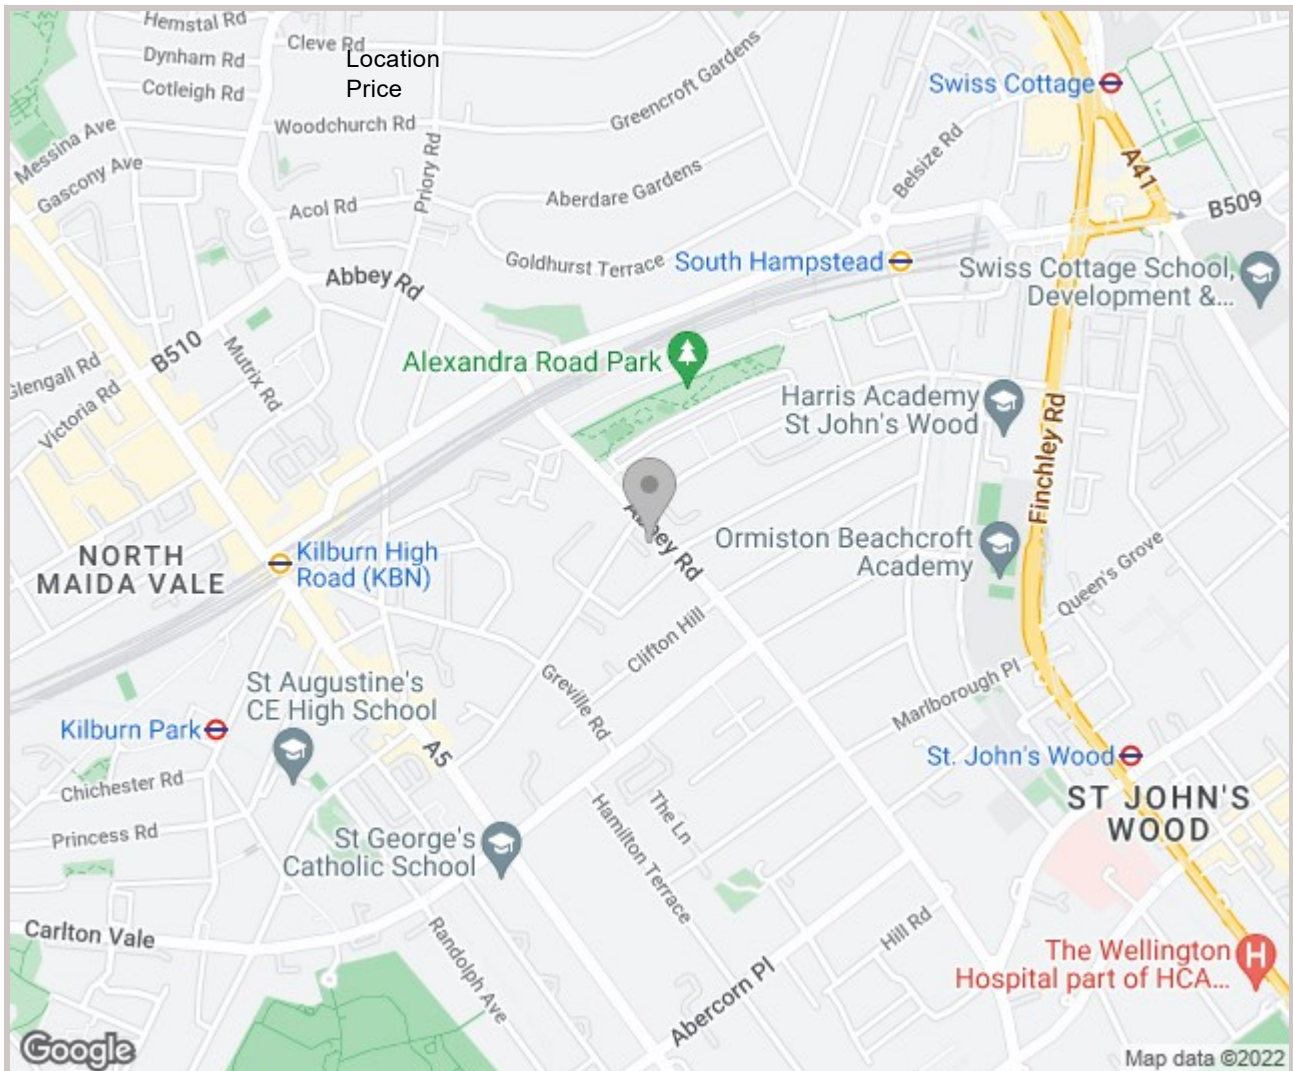 Hemstal Rd
Cleve Rd
Location
Price
Dynham Rd
Cotleigh Rd
Woodchurch Rd
Greencroft Gardens
Swiss Cottage
Messina Ave
Gascony Ave
Priory Rd
Belsize Rd
A41
Acol Rd
Aberdare Gardens
B509
Goldhurst Terrace
South Hampstead
Abbey Rd
Swiss Cottage School,
Development &...
B510
Mutrix Rd
Glengall Rd
Victoria Rd
Alexandra Road Park
Harris Academy
St John's Wood
Finchley Rd
Abbey Rd
Ormiston Beachcroft
Academy
NORTH
MAIDA VALE
Kilburn High
Road (KBN)
Queen's Grove
Clifton Hill
St Augustine's
CE High School
Greville Rd
Marlborough Pl
Kilburn Park
A5
St. John's Wood
Chichester Rd
ST JOHN'S
WOOD
Princess Rd
St George's
Catholic School
Hamilton Terrace
The Ln
Carlton Vale
Randolph Ave
Hill Rd
Abercorn Pl
The Wellington
Hospital part of HCA...
H
Google
Map data ©2022